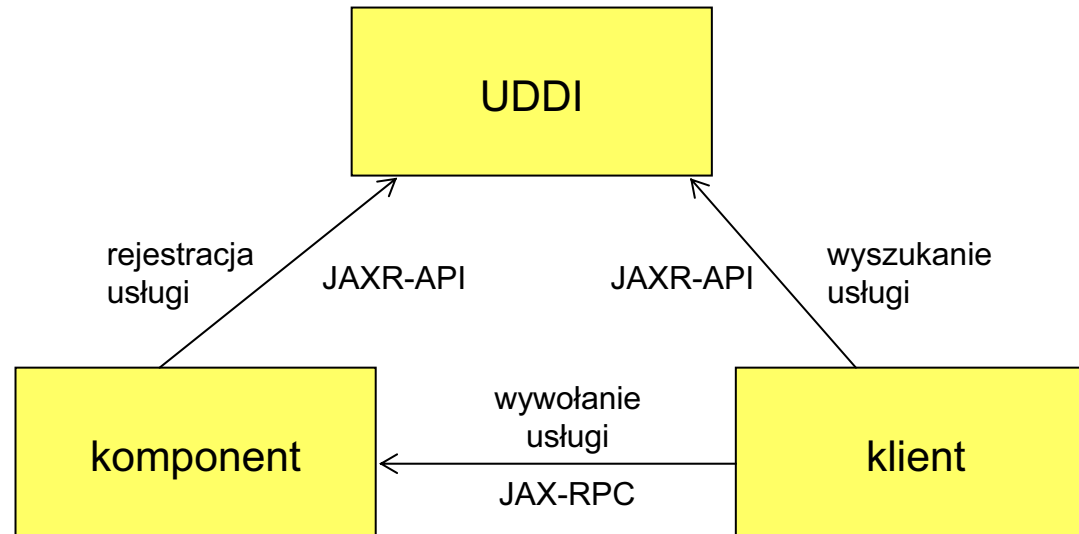 UDDI
rejestracja
usługi
JAXR-API
JAXR-API
wyszukanie
usługi
komponent
wywołanie
usługi
JAX-RPC
klient